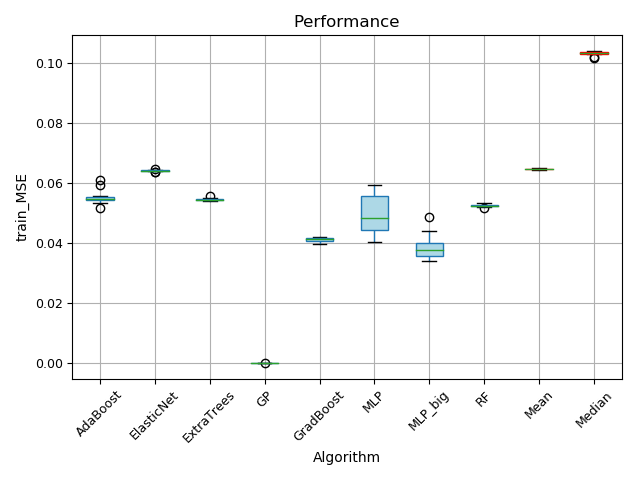 Performance
train_MSE
0.10
0.08
0.06
0.04
0.02
0.00
AdaBoost
ElasticNet
ExtraTrees
GP
GradBoost
MLP
MLP_big
RF
Mean
Median
Algorithm